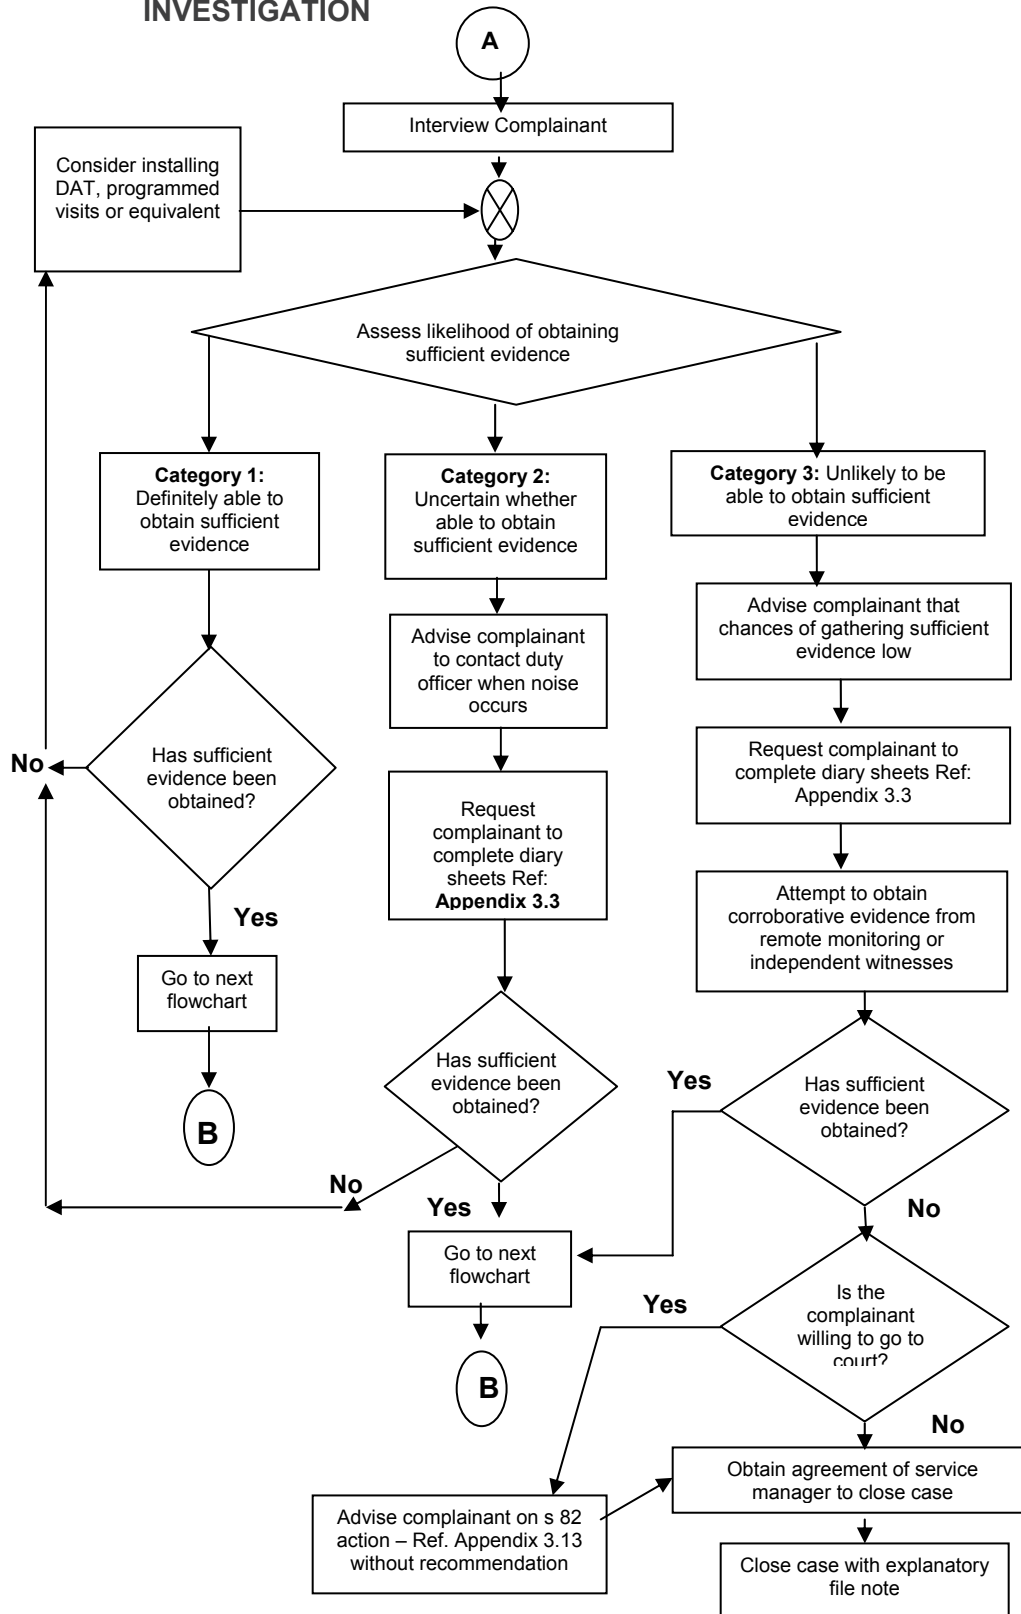 INVESTIGATION
A
Interview Complainant
Consider installing
DAT, programmed
visits or equivalent
Assess likelihood of obtaining
sufficient evidence
Category 1:
Definitely able to
obtain sufficient
evidence
Category 2:
Uncertain whether
able to obtain
sufficient evidence
Category 3: Unlikely to be
able to obtain sufficient
evidence
Advise complainant
to contact duty
officer when noise
occurs
Advise complainant that
chances of gathering sufficient
evidence low
No
Has sufficient
evidence been
obtained?
Request
complainant to
complete diary
sheets Ref:
Appendix 3.3
Request complainant to
complete diary sheets Ref:
Appendix 3.3
Yes
Attempt to obtain
corroborative evidence from
remote monitoring or
independent witnesses
Go to next
flowchart
B
Has sufficient
evidence been
obtained?
Yes
Has sufficient
evidence been
obtained?
No
Yes
No
Go to next
flowchart
B
Yes
Is the
complainant
willing to go to
court?
No
Obtain agreement of service
manager to close case
Advise complainant on s 82
action – Ref. Appendix 3.13
without recommendation
Close case with explanatory
file note